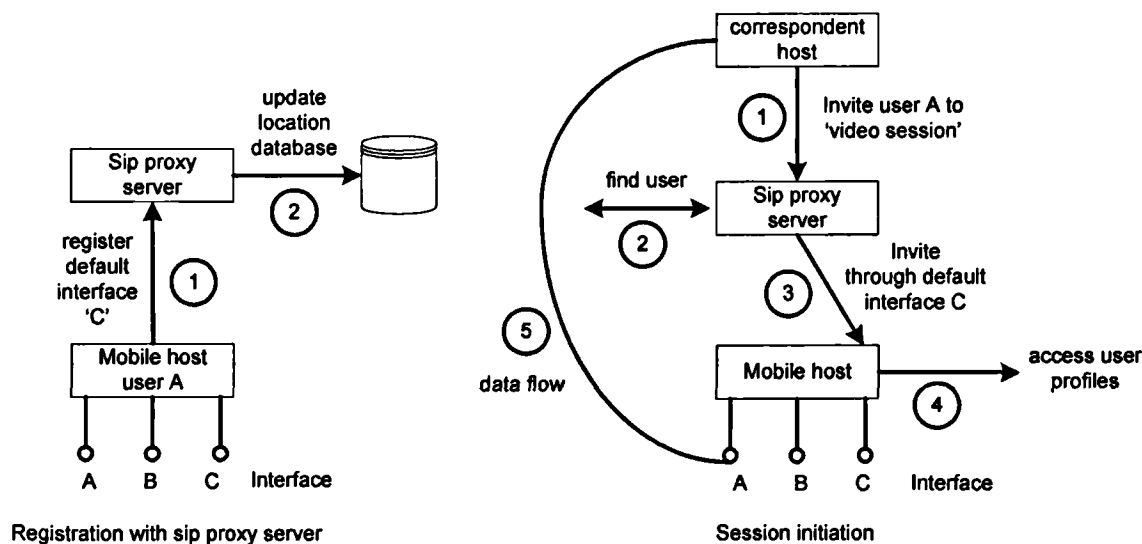 update
location
database
Sip proxy
server
2
register
default
interface
'C'
1
Mobile host
user A
A B C Interface
Registration with sip proxy server
correspondent
host
1
Invite user A to
'video session'
find user
2
Sip proxy
server
Invite
through default
interface C
3
5
data flow
Mobile host
4
access user
profiles
A B C Interface
Session initiation